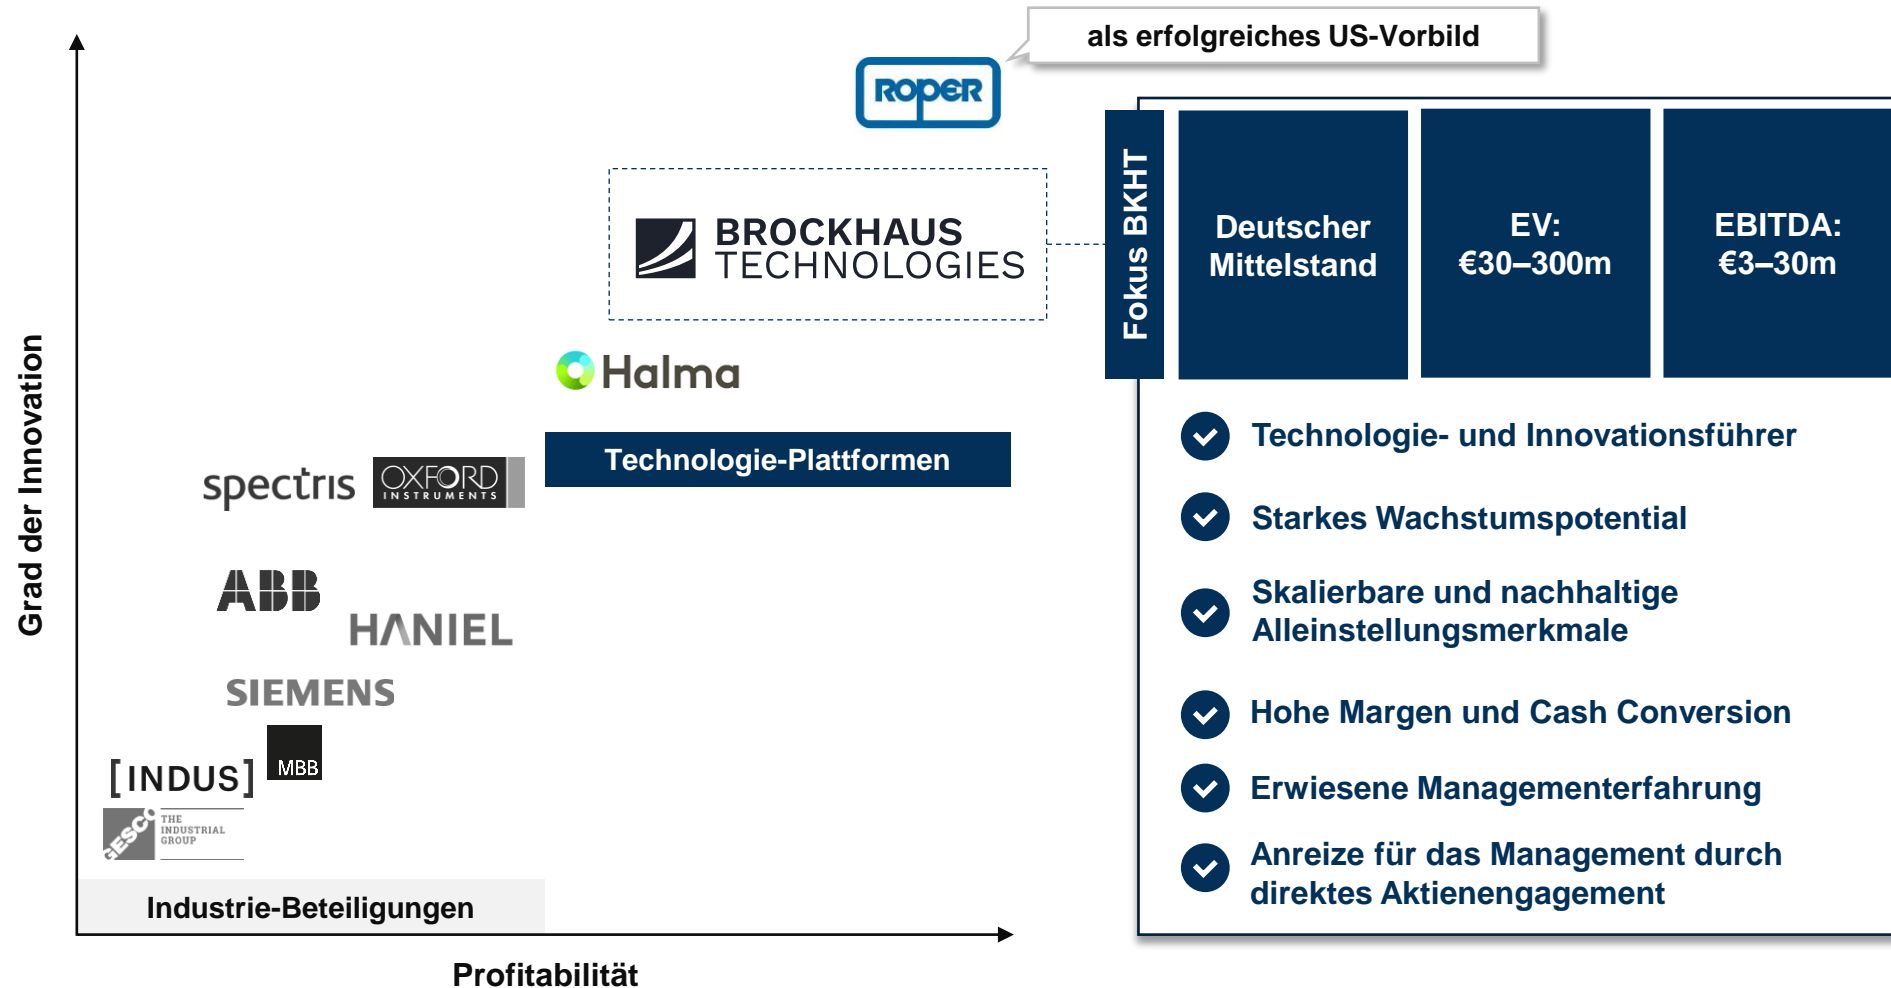 als erfolgreiches US-Vorbild
ROPER
BROCKHAUS
TECHNOLOGIES
Halma
Technologie-Plattformen
spectris
OXFORD
INSTRUMENTS
ABB
HANIEL
SIEMENS
MBB
[INDUS]
GESCO
THE
INDUSTRIAL
GROUP
Industrie-Beteiligungen
Grad der Innovation
Profitabilität
Fokus BKHT
Deutscher
Mittelstand
EV:
€30–300m
EBITDA:
€3–30m
Technologie- und Innovationsführer
Starkes Wachstumspotential
Skalierbare und nachhaltige
Alleinstellungsmerkmale
Hohe Margen und Cash Conversion
Erwiesene Managementerfahrung
Anreize für das Management durch
direktes Aktienengagement